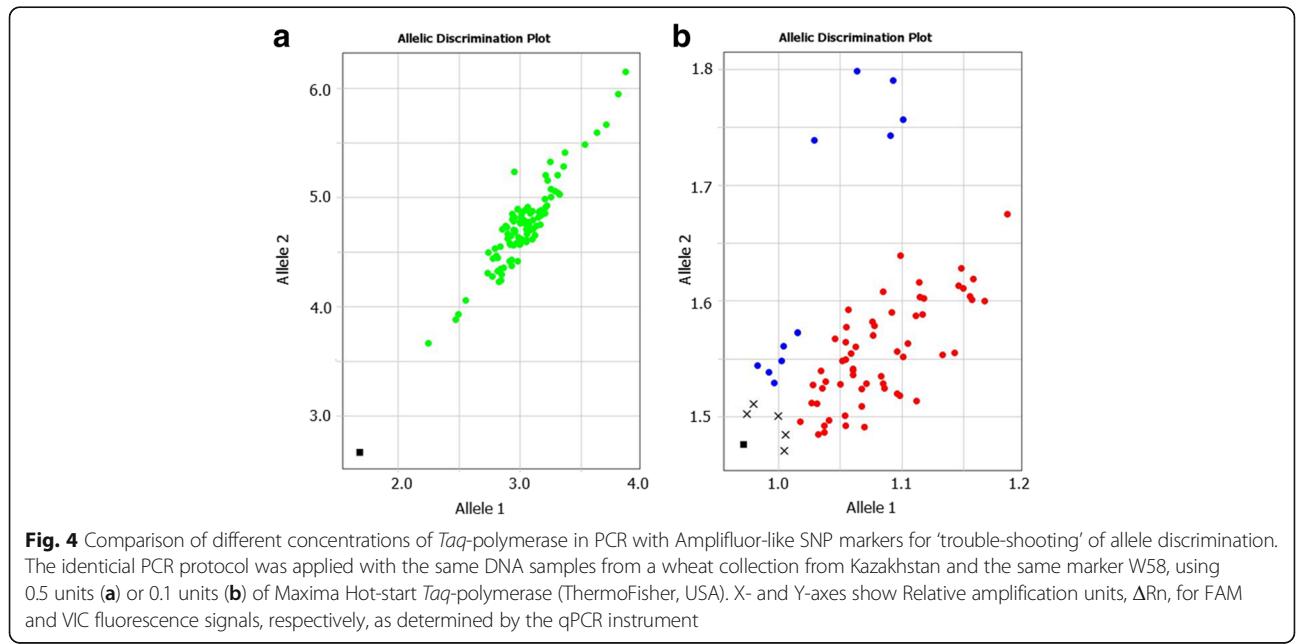 a
Allelic Discrimination Plot
6.0
5.0
4.0
3.0
Allele 2
2.0 3.0 4.0
Allele 1
b
Allelic Discrimination Plot
1.8
1.7
1.6
1.5
Allele 2
1.0 1.1 1.2
Allele 1
Fig. 4 Comparison of different concentrations of Taq-polymerase in PCR with Amplifluor-like SNP markers for ‘trouble-shooting’ of allele discrimination.
The identicial PCR protocol was applied with the same DNA samples from a wheat collection from Kazakhstan and the same marker W58, using
0.5 units (a) or 0.1 units (b) of Maxima Hot-start Taq-polymerase (ThermoFisher, USA). X- and Y-axes show Relative amplification units, ΔRn, for FAM
and VIC fluorescence signals, respectively, as determined by the qPCR instrument